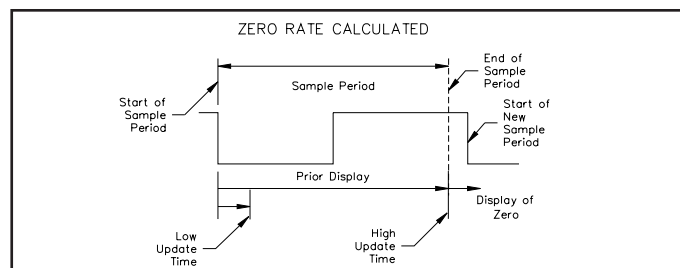 ZERO RATE CALCULATED
Sample Period
End of
Sample
Period
Start of
Sample
Period
Start of
New
Sample
Period
Prior Display
Display of
Zero
Low
Update
Time
High
Update
Time